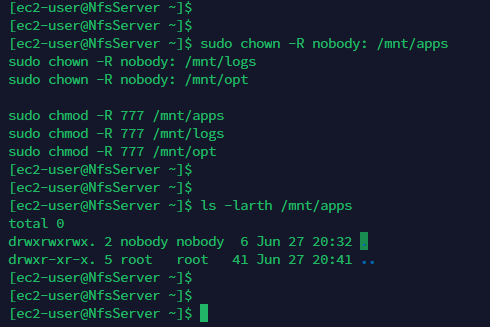 [ec2-user@NfsServer ~]$
[ec2-user@NfsServer ~]$
[ec2-user@NfsServer ~]$ sudo chown -R nobody: /mnt/apps
sudo chown -R nobody: /mnt/logs
sudo chown -R nobody: /mnt/opt

sudo chmod -R 777 /mnt/apps
sudo chmod -R 777 /mnt/logs
sudo chmod -R 777 /mnt/opt
[ec2-user@NfsServer ~]$
[ec2-user@NfsServer ~]$
[ec2-user@NfsServer ~]$ ls -larth /mnt/apps
total 0
drwxrwxrwx. 2 nobody nobody  6 Jun 27 20:32 .
drwxr-xr-x. 5 root   root   41 Jun 27 20:41 ..
[ec2-user@NfsServer ~]$
[ec2-user@NfsServer ~]$
[ec2-user@NfsServer ~]$